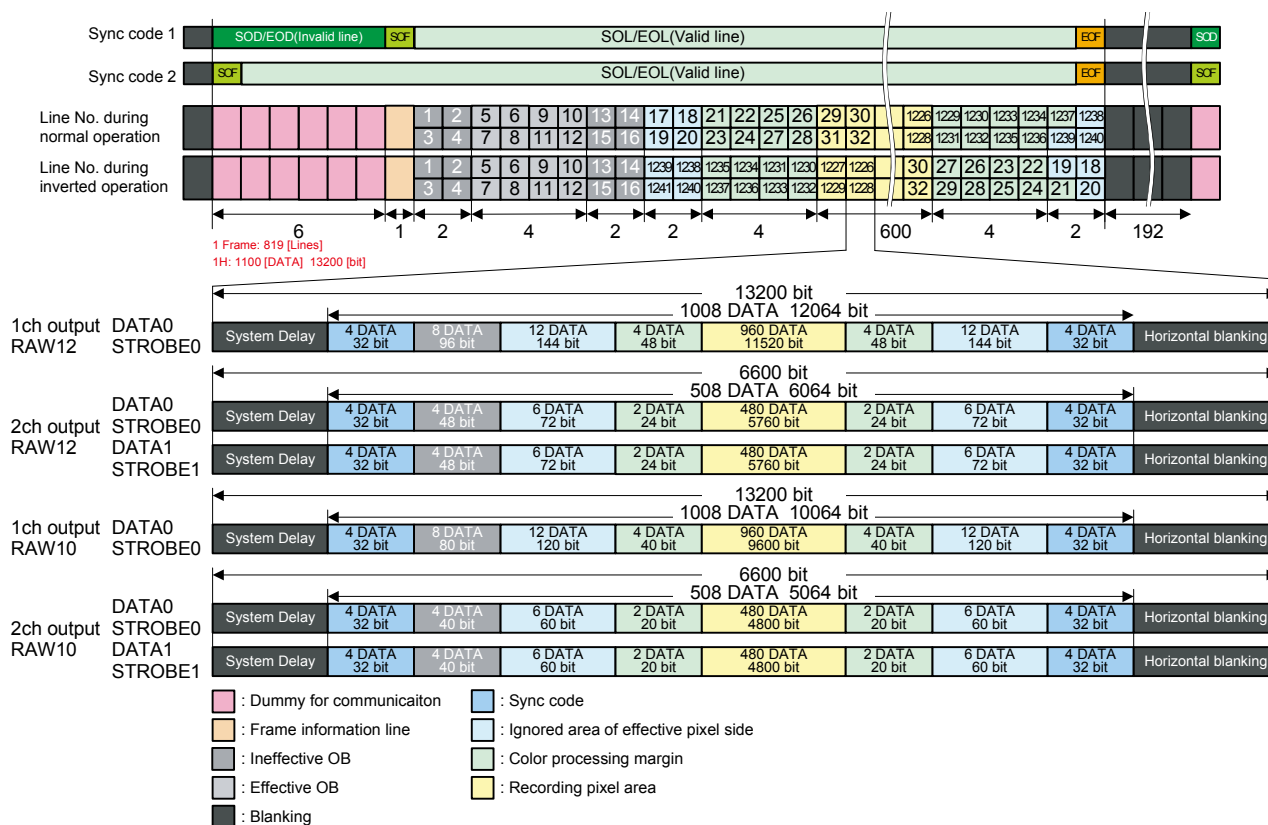 Sync code 1 SOD/EOD(Invalid line) SOF SOL/EOL(Valid line) EOF SOD
Sync code 2 SOF SOL/EOL(Valid line) EOF SOF
Line No. during
normal operation
1 2 5 6 9 10 13 14 17 18 21 22 25 26 29 30 1226 1229 1230 1233 1234 1237 1238
3 4 7 8 11 12 15 16 19 20 23 24 27 28 31 32 1228 1231 1232 1235 1236 1239 1240
Line No. during
inverted operation
1 2 5 6 9 10 13 14 1239 1238 1235 1234 1231 1230 1227 1226 30 27 26 23 22 19 18
3 4 7 8 11 12 15 16 1241 1240 1237 1236 1233 1232 1229 1228 32 29 28 25 24 21 20
6 1 2 4 2 2 4 600 4 2 192
1 Frame: 819 [Lines]
1H: 1100 [DATA] 13200 [bit]
13200 bit
1008 DATA 12064 bit
1ch output DATA0
RAW12 STROBE0
System Delay 4 DATA 8 DATA 12 DATA 4 DATA 960 DATA 4 DATA 12 DATA 4 DATA Horizontal blanking
32 bit 96 bit 144 bit 48 bit 11520 bit 48 bit 144 bit 32 bit
6600 bit
508 DATA 6064 bit
DATA0
2ch output STROBE0
RAW12 DATA1
STROBE1
System Delay 4 DATA 4 DATA 6 DATA 2 DATA 480 DATA 2 DATA 6 DATA 4 DATA Horizontal blanking
32 bit 48 bit 72 bit 24 bit 5760 bit 24 bit 72 bit 32 bit
System Delay 4 DATA 4 DATA 6 DATA 2 DATA 480 DATA 2 DATA 6 DATA 4 DATA Horizontal blanking
32 bit 48 bit 72 bit 24 bit 5760 bit 24 bit 72 bit 32 bit
13200 bit
1008 DATA 10064 bit
1ch output DATA0
RAW10 STROBE0
System Delay 4 DATA 8 DATA 12 DATA 4 DATA 960 DATA 4 DATA 12 DATA 4 DATA Horizontal blanking
32 bit 80 bit 120 bit 40 bit 9600 bit 40 bit 120 bit 32 bit
6600 bit
508 DATA 5064 bit
DATA0
2ch output STROBE0
RAW10 DATA1
STROBE1
System Delay 4 DATA 4 DATA 6 DATA 2 DATA 480 DATA 2 DATA 6 DATA 4 DATA Horizontal blanking
32 bit 40 bit 60 bit 20 bit 4800 bit 20 bit 60 bit 32 bit
System Delay 4 DATA 4 DATA 6 DATA 2 DATA 480 DATA 2 DATA 6 DATA 4 DATA Horizontal blanking
32 bit 40 bit 60 bit 20 bit 4800 bit 20 bit 60 bit 32 bit
: Dummy for communicaiton
: Frame information line
: Ineffective OB
: Effective OB
: Blanking
: Sync code
: Ignored area of effective pixel side
: Color processing margin
: Recording pixel area